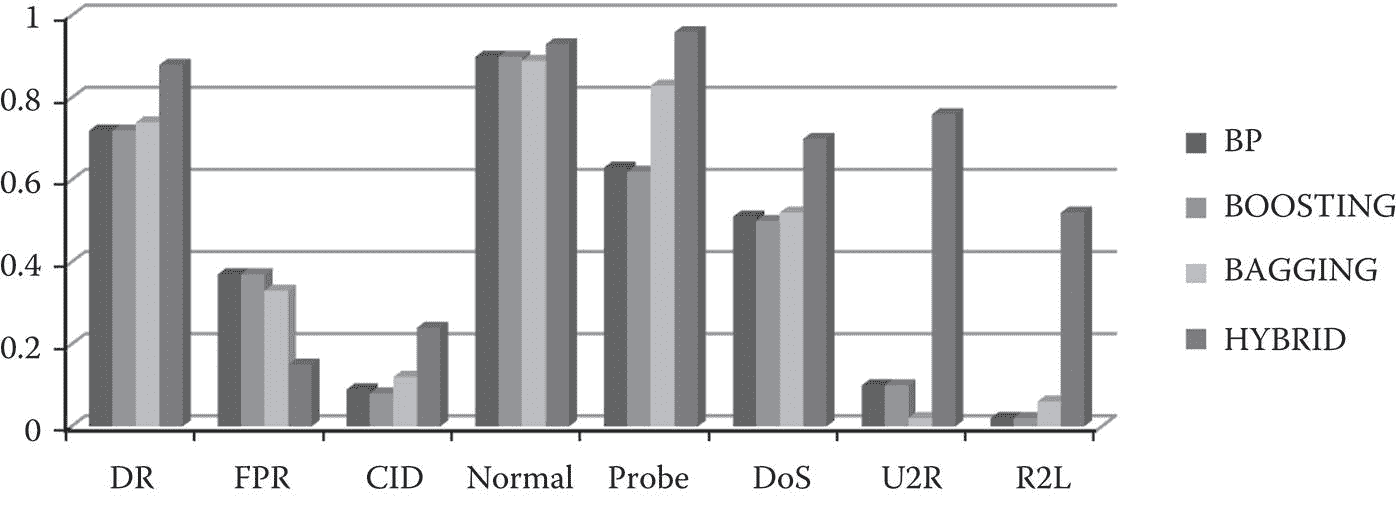 1
0.8
0.6
0.4
0.2
0
DR FPR CID Normal Probe DoS U2R R2L
BP
BOOSTING
BAGGING
HYBRID